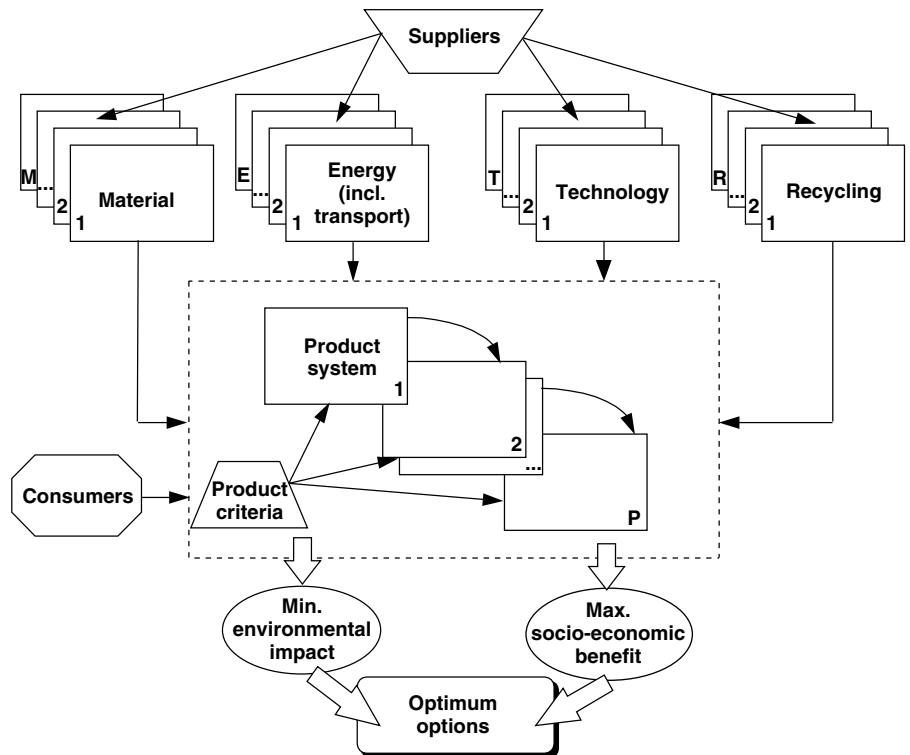 Suppliers
M
...
2
1
Material
E
...
2
1
Energy
(incl.
transport)
T
...
2
1
Technology
R
...
2
1
Recycling
Product
system
1
2
...
P
Consumers
Product
criteria
Min.
environmental
impact
Max.
socio-economic
benefit
Optimum
options